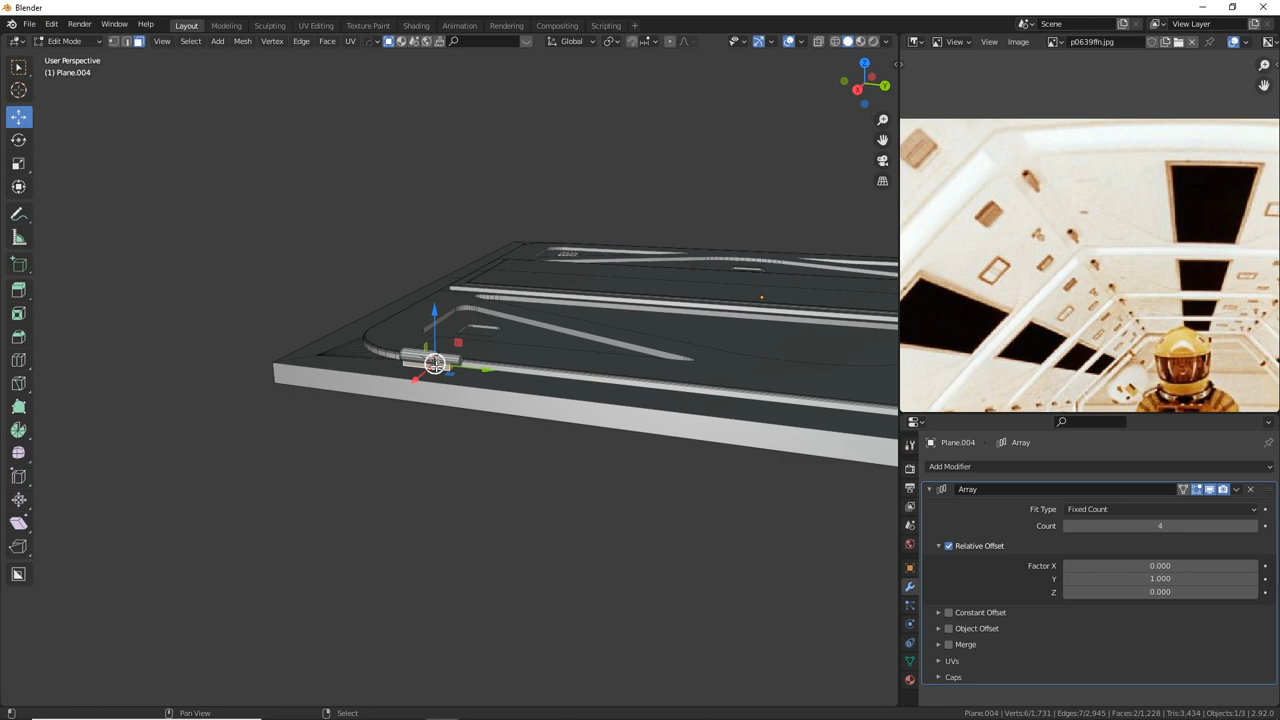 Blender
File Edit Render Window Help Layout Modeling Sculpting UV Editing Texture Paint Shading Animation Rendering Compositing Scripting + Scene View Layer
Edit Mode View Select Add Mesh Vertex Edge Face UV Global View View Image p0639ffn.jpg
User Perspective
(1) Plane.004
Z
Y
X
Plane.004 Array
Add Modifier
Array
Fit Type Fixed Count
Count 4
Relative Offset
Factor X 0.000
Y 1.000
Z 0.000
Constant Offset
Object Offset
Merge
UVs
Caps
Pan View Select Plane.004 | Verts:6/1,731 | Edges:7/2,945 | Faces:2/1,228 | Tris:3,434 | Objects:1/3 | 2.92.0